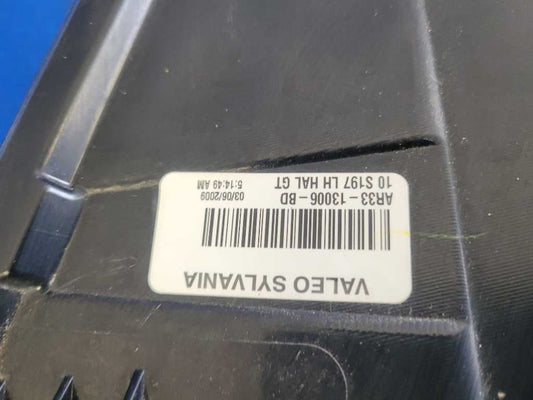 VALEO SYLVANIA
AR33-13006-BD 03/06/2009
10 S197 LH HAL GT 5:14:49 AM